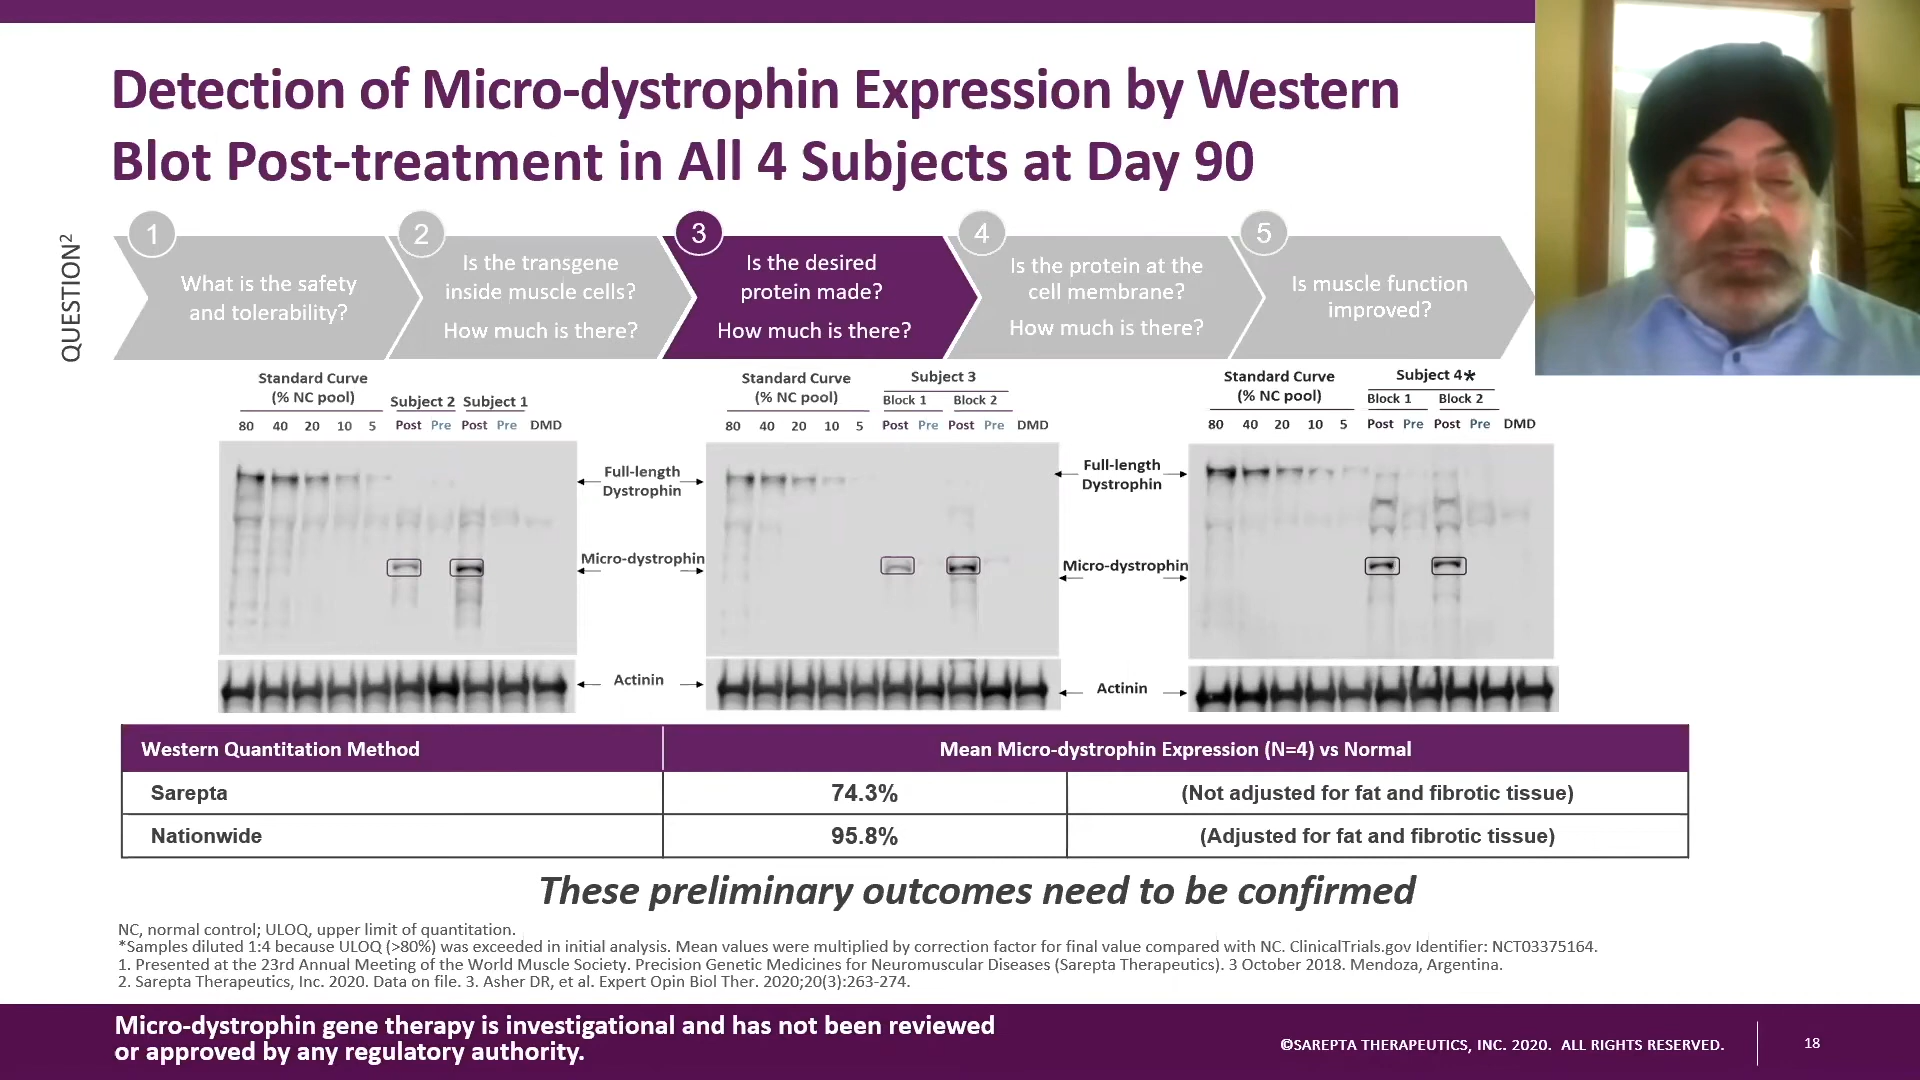 Detection of Micro-dystrophin Expression by Western
Blot Post-treatment in All 4 Subjects at Day 90
QUESTION2
1
What is the safety
and tolerability?
2
Is the transgene
inside muscle cells?
How much is there?
3
Is the desired
protein made?
How much is there?
4
Is the protein at the
cell membrane?
How much is there?
5
Is muscle function
improved?
Standard Curve
(% NC pool)
Subject 2 Subject 1
80 40 20 10 5 Post Pre Post Pre DMD
Standard Curve
(% NC pool)
Subject 3
Block 1 Block 2
80 40 20 10 5 Post Pre Post Pre DMD
Standard Curve
(% NC pool)
Subject 4*
Block 1 Block 2
80 40 20 10 5 Post Pre Post Pre DMD
Full-length
Dystrophin
Micro-dystrophin
Actinin
Full-length
Dystrophin
Micro-dystrophin
Actinin
Western Quantitation Method Mean Micro-dystrophin Expression (N=4) vs Normal
Sarepta 74.3% (Not adjusted for fat and fibrotic tissue)
Nationwide 95.8% (Adjusted for fat and fibrotic tissue)
These preliminary outcomes need to be confirmed
NC, normal control; ULOQ, upper limit of quantitation.
*Samples diluted 1:4 because ULOQ (>80%) was exceeded in initial analysis. Mean values were multiplied by correction factor for final value compared with NC. ClinicalTrials.gov Identifier: NCT03375164.
1. Presented at the 23rd Annual Meeting of the World Muscle Society. Precision Genetic Medicines for Neuromuscular Diseases (Sarepta Therapeutics). 3 October 2018. Mendoza, Argentina.
2. Sarepta Therapeutics, Inc. 2020. Data on file. 3. Asher DR, et al. Expert Opin Biol Ther. 2020;20(3):263-274.
Micro-dystrophin gene therapy is investigational and has not been reviewed
or approved by any regulatory authority.
©SAREPTA THERAPEUTICS, INC. 2020. ALL RIGHTS RESERVED.
18